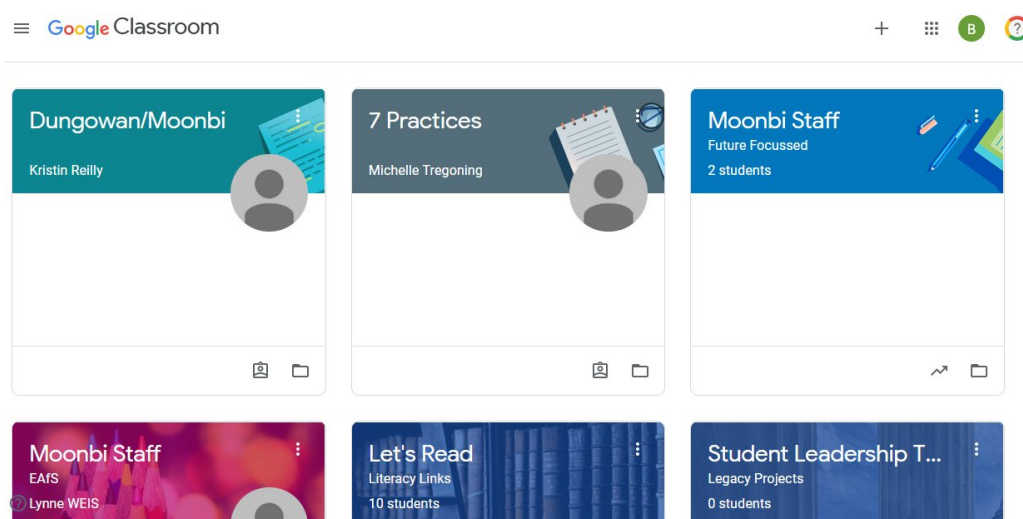 Google Classroom
B
?
Dungowan/Moonbi
Kristin Reilly
7 Practices
Michelle Tregoning
Moonbi Staff
Future Focussed
2 students
Moonbi Staff
EAfS
?
Lynne WEIS
Let's Read
Literacy Links
10 students
Student Leadership T...
Legacy Projects
0 students